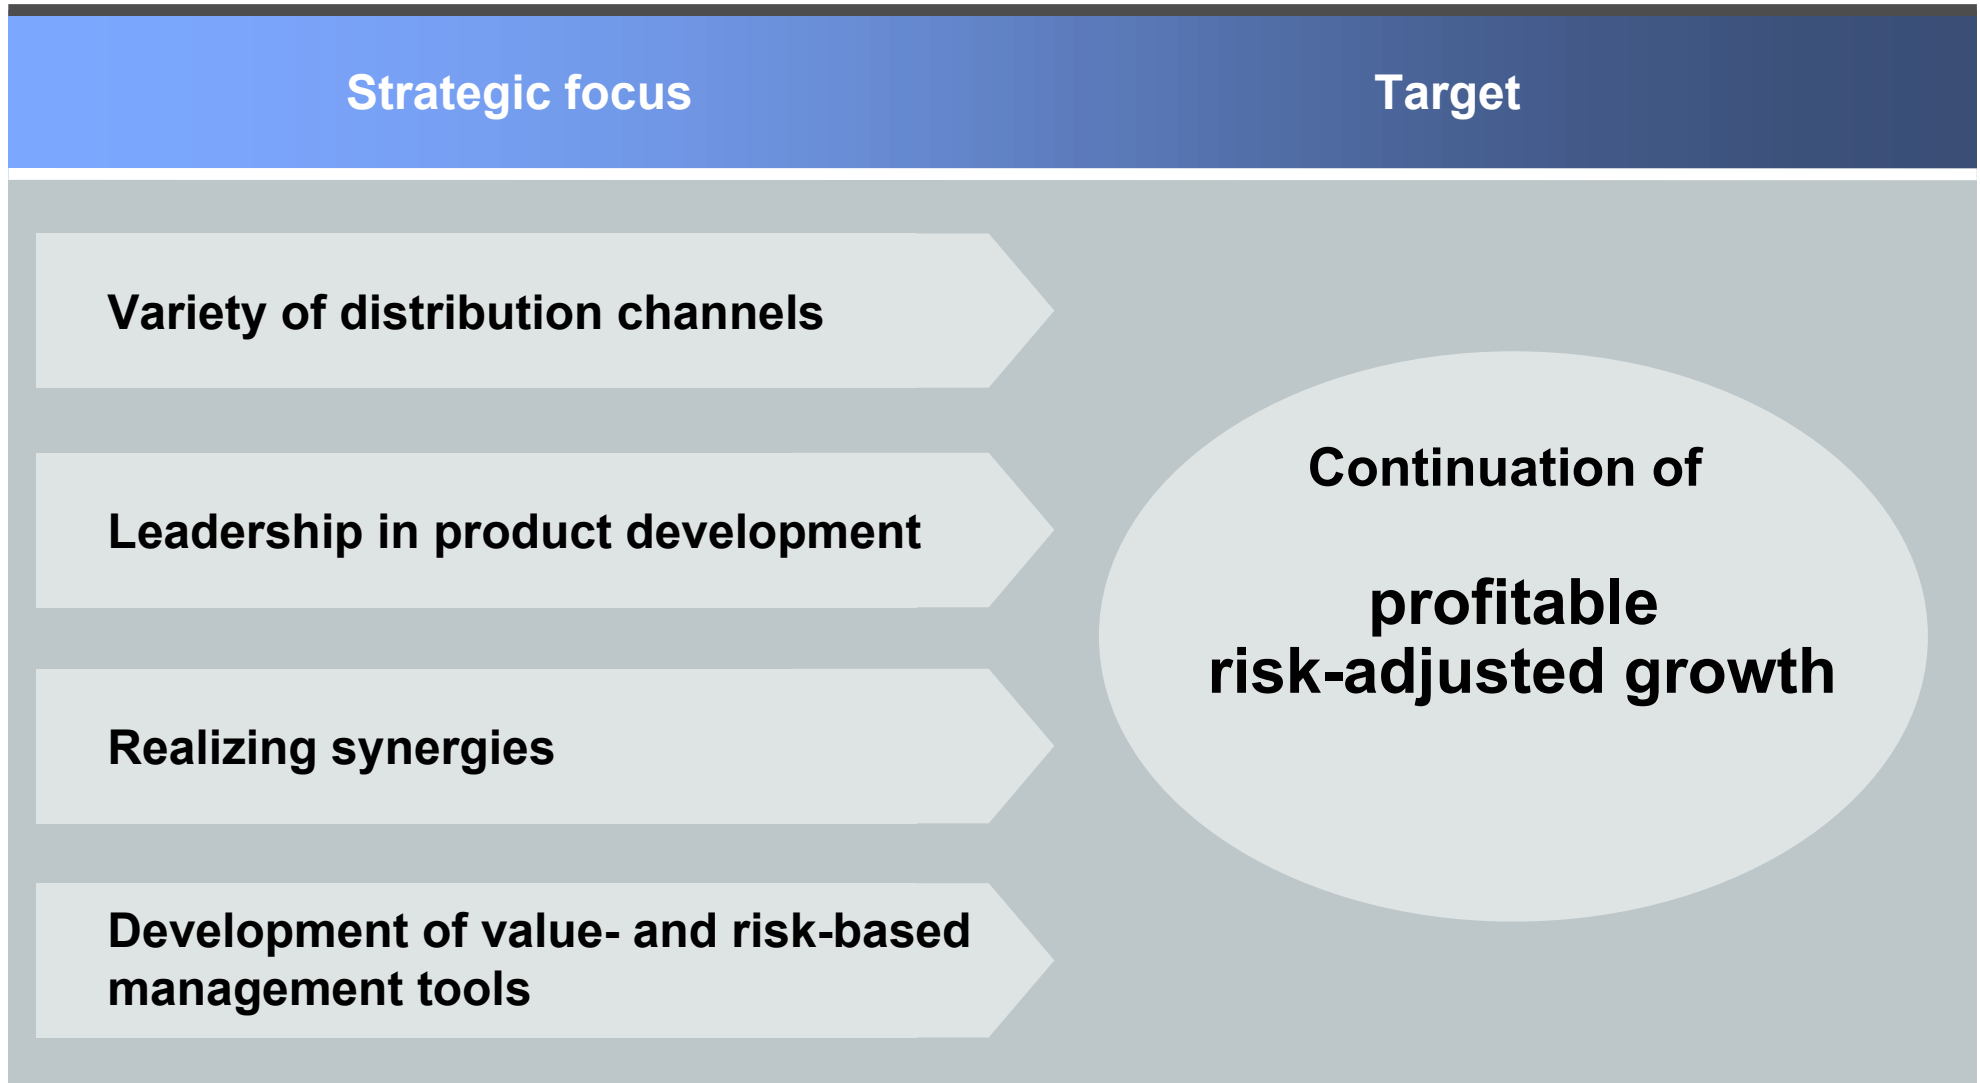 Strategic focus
Target
Variety of distribution channels
Leadership in product development
Realizing synergies
Development of value- and risk-based
management tools
Continuation of
profitable
risk-adjusted growth